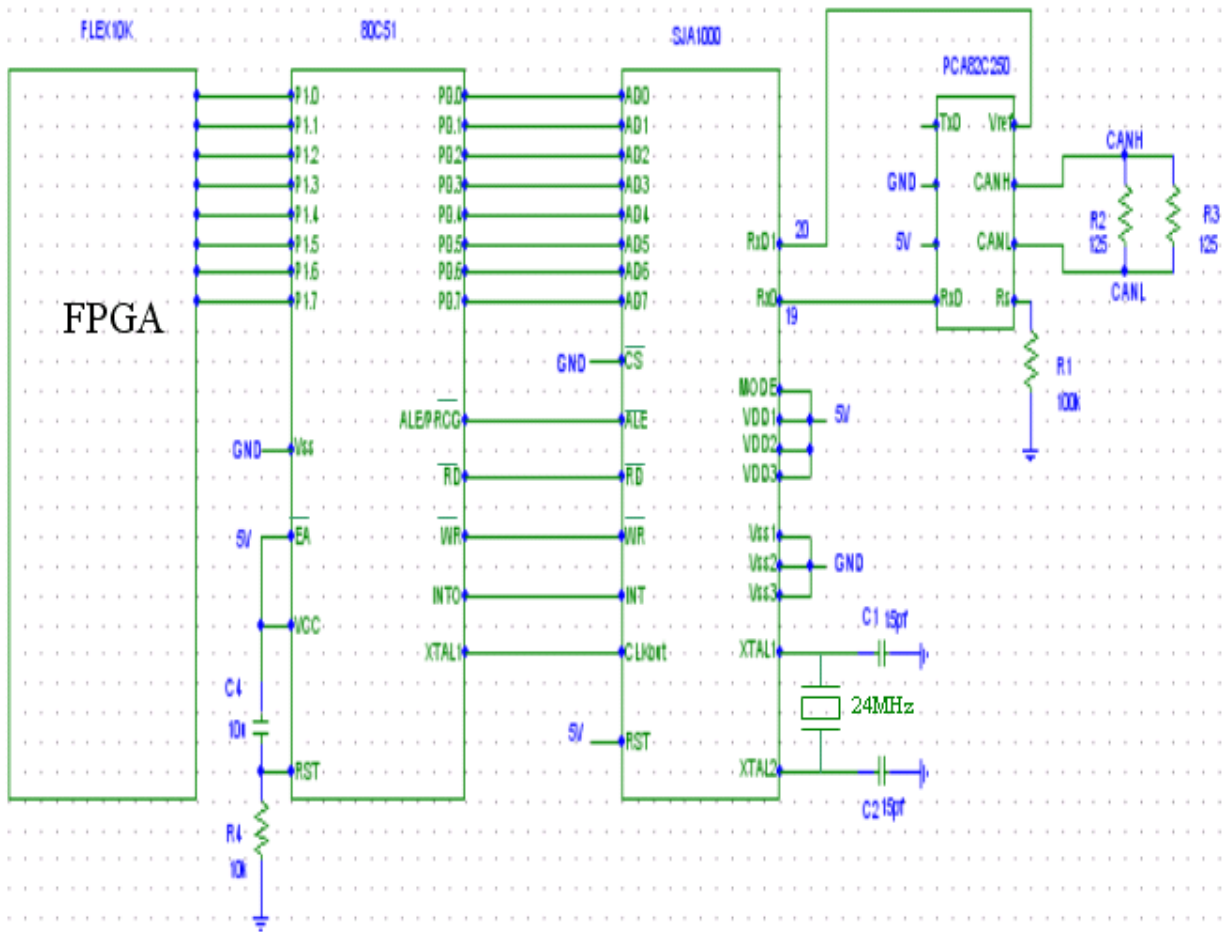 FLEX10K
FPGA
80C51
P1.0
P1.1
P1.2
P1.3
P1.4
P1.5
P1.6
P1.7
GND
Vss
5V
EA
VCC
C4
10n
RST
R4
10k
P0.0
P0.1
P0.2
P0.3
P0.4
P0.5
P0.6
P0.7
ALE/PROG
RD
WR
INT0
XTAL1
SJA1000
AD0
AD1
AD2
AD3
AD4
AD5
AD6
AD7
GND
CS
ALE
RD
WR
INT
CLKout
5V
RST
RxD1
20
RxD
19
MODE
VDD1
VDD2
VDD3
5V
Vss1
Vss2
Vss3
GND
XTAL1
XTAL2
C1 15pf
24MHz
C2 15pf
PCA82C250
TxD
Vref
GND
CANH
5V
CANL
RxD
Rs
R1
100k
CANH
R2
125
R3
125
CANL